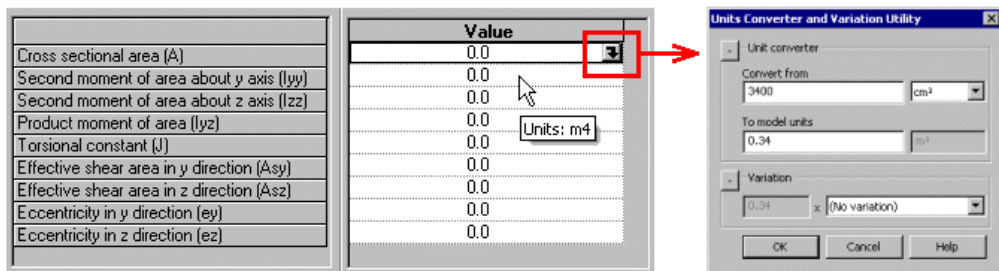 Value
Cross sectional area (A) 0.0
Second moment of area about y axis (Iyy) 0.0
Second moment of area about z axis (Izz) 0.0
Product moment of area (Iyz) 0.0
Torsional constant (J) 0.0
Effective shear area in y direction (Asy) 0.0
Effective shear area in z direction (Asz) 0.0
Eccentricity in y direction (ey) 0.0
Eccentricity in z direction (ez) 0.0
Units: m4
Units Converter and Variation Utility
Unit converter
Convert from
3400 cm²
To model units
0.34 m²
Variation
0.34 x (No variation)
OK Cancel Help